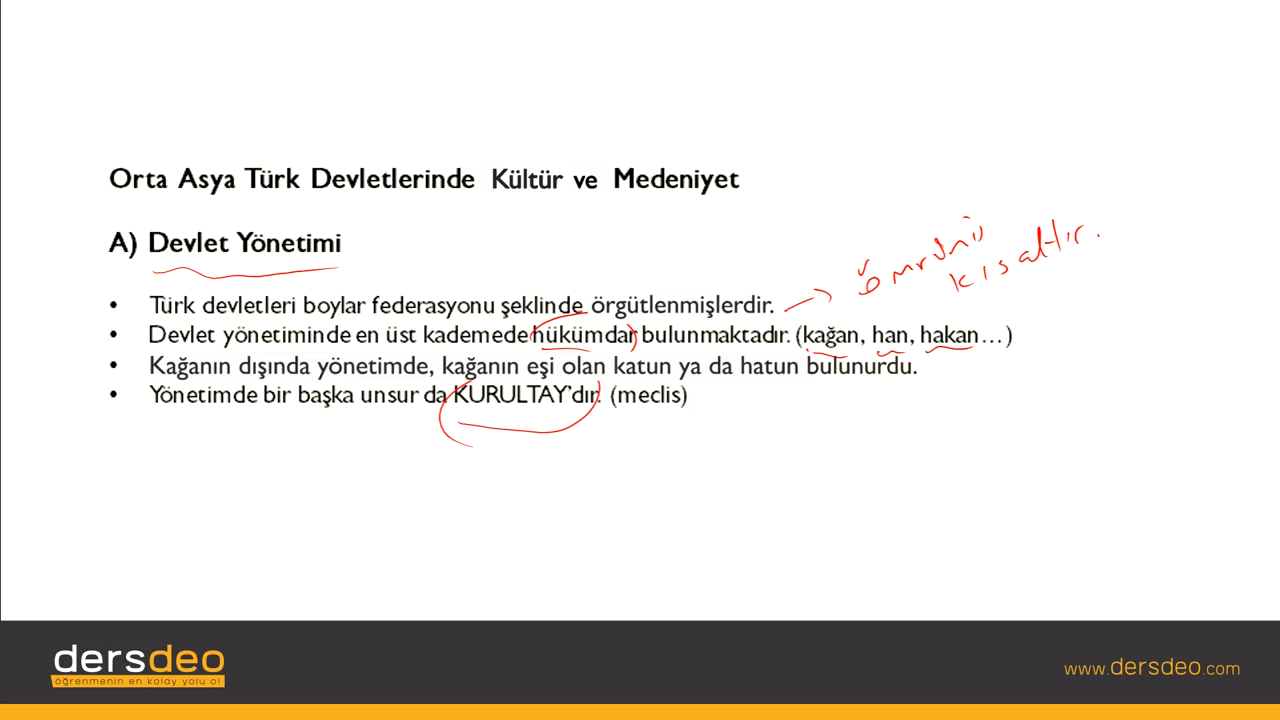 Orta Asya Türk Devletlerinde Kültür ve Medeniyet
A) Devlet Yönetimi
• Türk devletleri boylar federasyonu şeklinde örgütlenmişlerdir.
ömrünü
kısaltır.
• Devlet yönetiminde en üst kademede hükümdar bulunmaktadır. (kağan, han, hakan...)
• Kağanın dışında yönetimde, kağanın eşi olan katun ya da hatun bulunurdu.
• Yönetimde bir başka unsur da KURULTAY'dır. (meclis)
dersdeo
öğrenmenin en kolay yolu o!
www.dersdeo.com